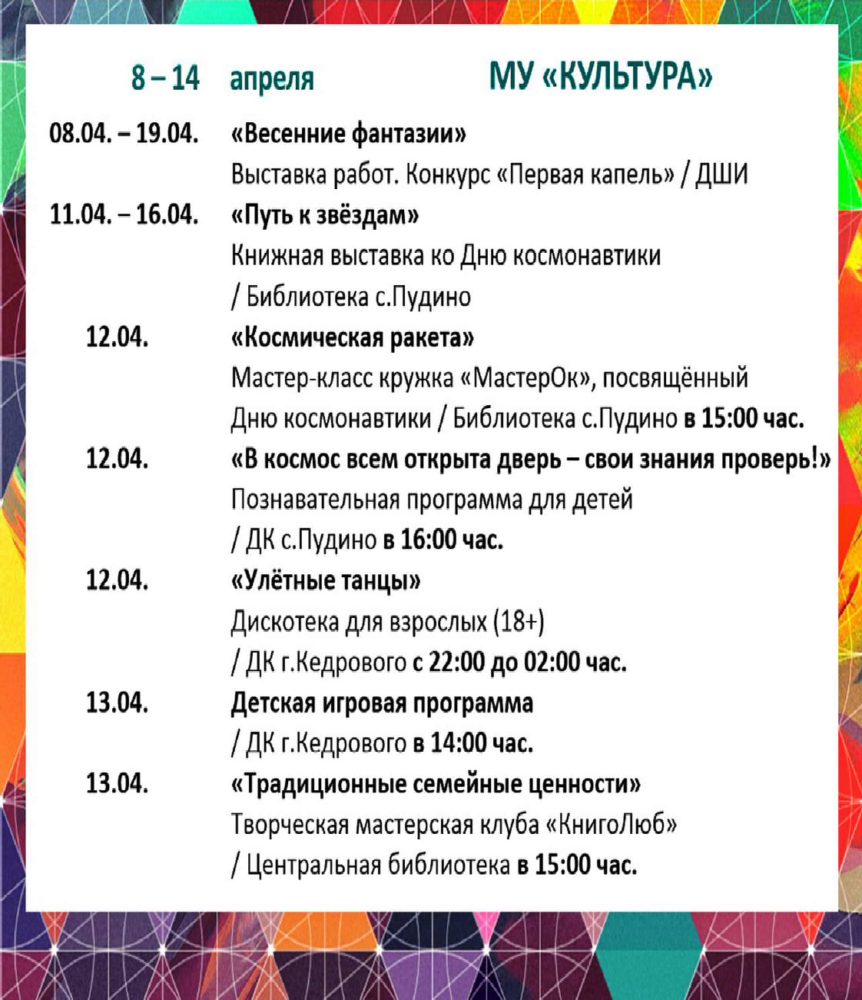 8 – 14 апреля МУ «КУЛЬТУРА»
08.04. – 19.04. «Весенние фантазии»
Выставка работ. Конкурс «Первая капель» / ДШИ
11.04. – 16.04. «Путь к звёздам»
Книжная выставка ко Дню космонавтики
/ Библиотека с.Пудино
12.04. «Космическая ракета»
Мастер-класс кружка «МастерОк», посвящённый
Дню космонавтики / Библиотека с.Пудино в 15:00 час.
12.04. «В космос всем открыта дверь – свои знания проверь!»
Познавательная программа для детей
/ ДК с.Пудино в 16:00 час.
12.04. «Улётные танцы»
Дискотека для взрослых (18+)
/ ДК г.Кедрового с 22:00 до 02:00 час.
13.04. Детская игровая программа
/ ДК г.Кедрового в 14:00 час.
13.04. «Традиционные семейные ценности»
Творческая мастерская клуба «КнигоЛюб»
/ Центральная библиотека в 15:00 час.